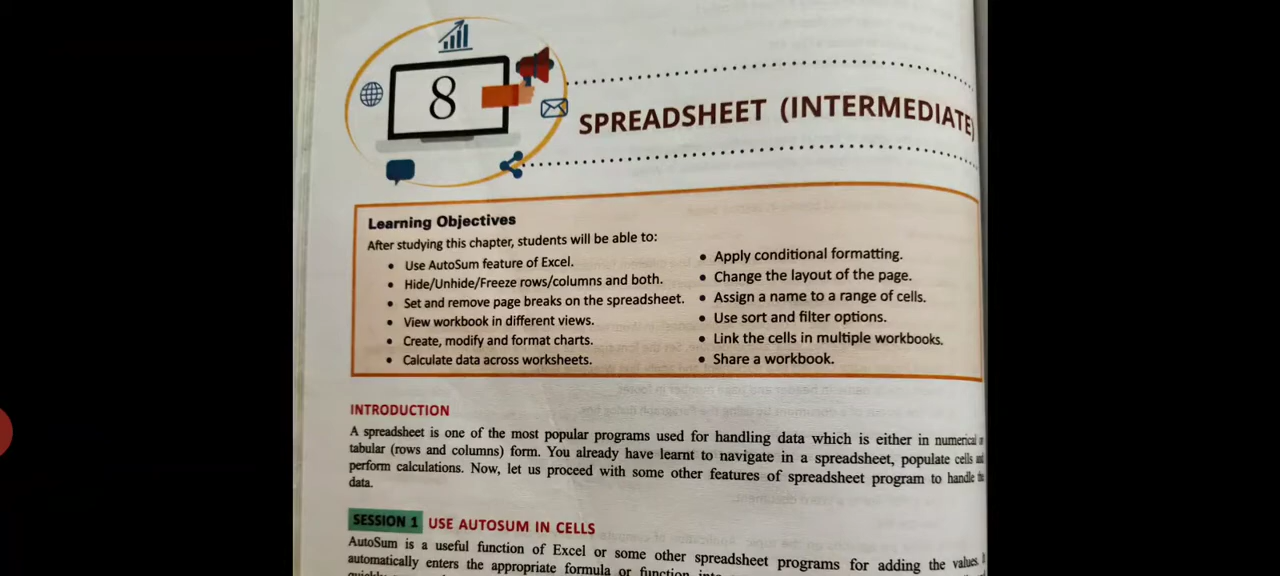 8
SPREADSHEET (INTERMEDIATE)
Learning Objectives
After studying this chapter, students will be able to:
• Use AutoSum feature of Excel.
• Hide/Unhide/Freeze rows/columns and both.
• Set and remove page breaks on the spreadsheet.
• View workbook in different views.
• Create, modify and format charts.
• Calculate data across worksheets.
• Apply conditional formatting.
• Change the layout of the page.
• Assign a name to a range of cells.
• Use sort and filter options.
• Link the cells in multiple workbooks.
• Share a workbook.
INTRODUCTION
A spreadsheet is one of the most popular programs used for handling data which is either in numerical or
tabular (rows and columns) form. You already have learnt to navigate in a spreadsheet, populate cells and
perform calculations. Now, let us proceed with some other features of spreadsheet program to handle the
data.
SESSION 1 USE AUTOSUM IN CELLS
AutoSum is a useful function of Excel or some other spreadsheet programs for adding the values.
automatically enters the appropriate formula or function